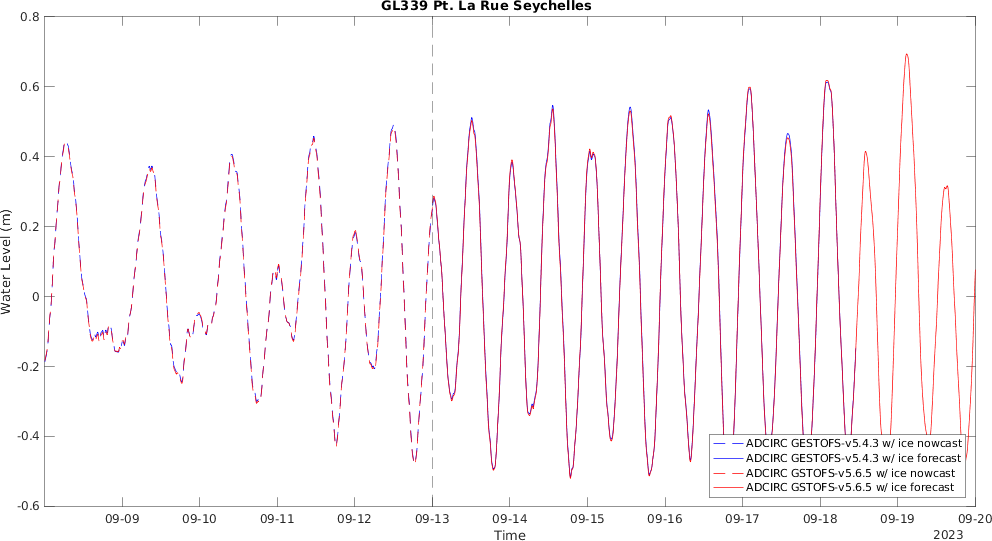 GL339 Pt. La Rue Seychelles
0.8
0.6
0.4
0.2
0
-0.2
-0.4
-0.6
Water Level (m)
ADCIRC GESTOFS-v5.4.3 w/ ice nowcast
ADCIRC GESTOFS-v5.4.3 w/ ice forecast
ADCIRC GSTOFS-v5.6.5 w/ ice nowcast
ADCIRC GSTOFS-v5.6.5 w/ ice forecast
09-09 09-10 09-11 09-12 09-13 09-14 09-15 09-16 09-17 09-18 09-19 09-20
Time
2023